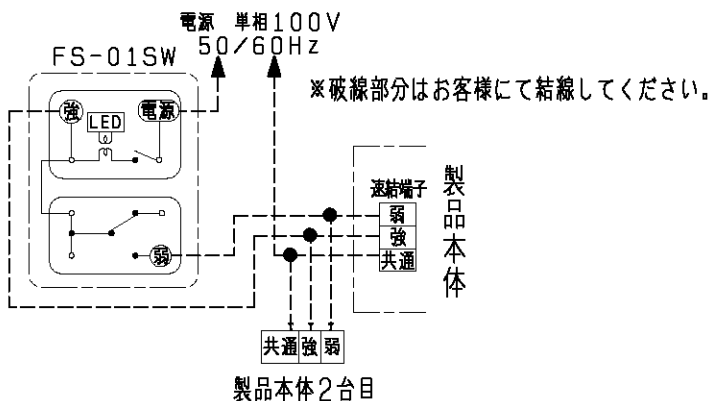 電源 単相100V
50/60Hz
FS-01SW
※破線部分はお客様にて結線してください。
強
LED
電源
弱
速結端子
弱
強
共通
製品本体
共通 強 弱
製品本体2台目